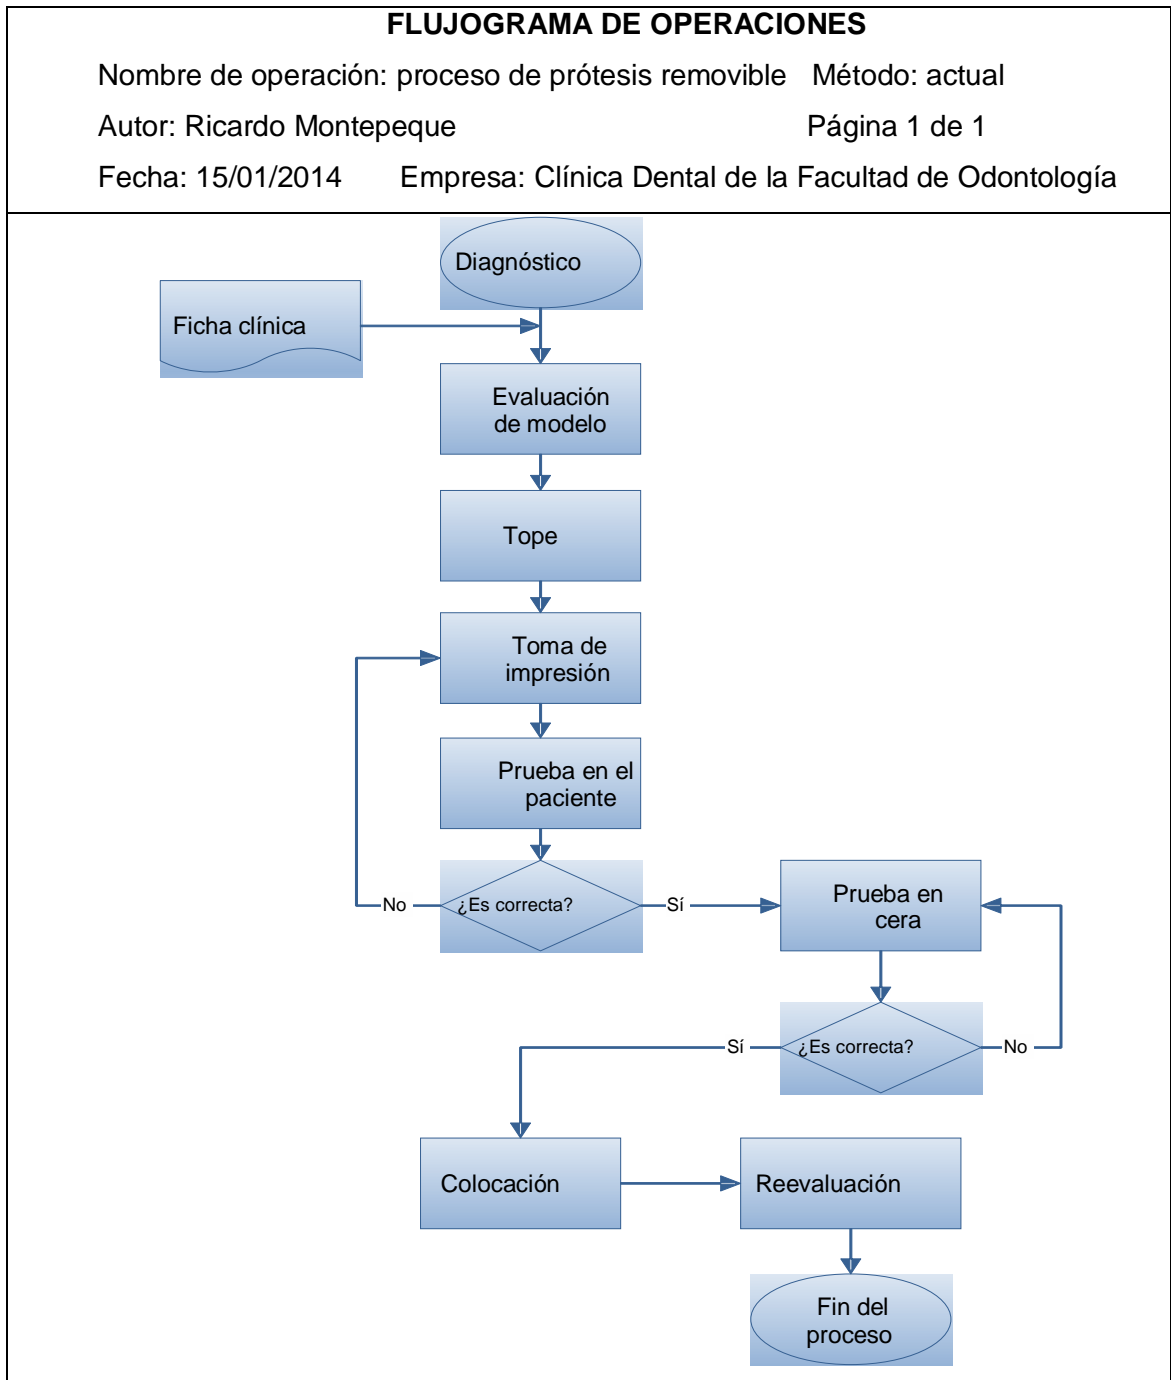 FLUJOGRAMA DE OPERACIONES
Nombre de operación: proceso de prótesis removible Método: actual
Autor: Ricardo Montepeque Página 1 de 1
Fecha: 15/01/2014 Empresa: Clínica Dental de la Facultad de Odontología
Diagnóstico
Ficha clínica
Evaluación
de modelo
Tope
Toma de
impresión
Prueba en el
paciente
No
¿Es correcta?
Sí
Prueba en
cera
Sí
¿Es correcta?
No
Colocación
Reevaluación
Fin del
proceso